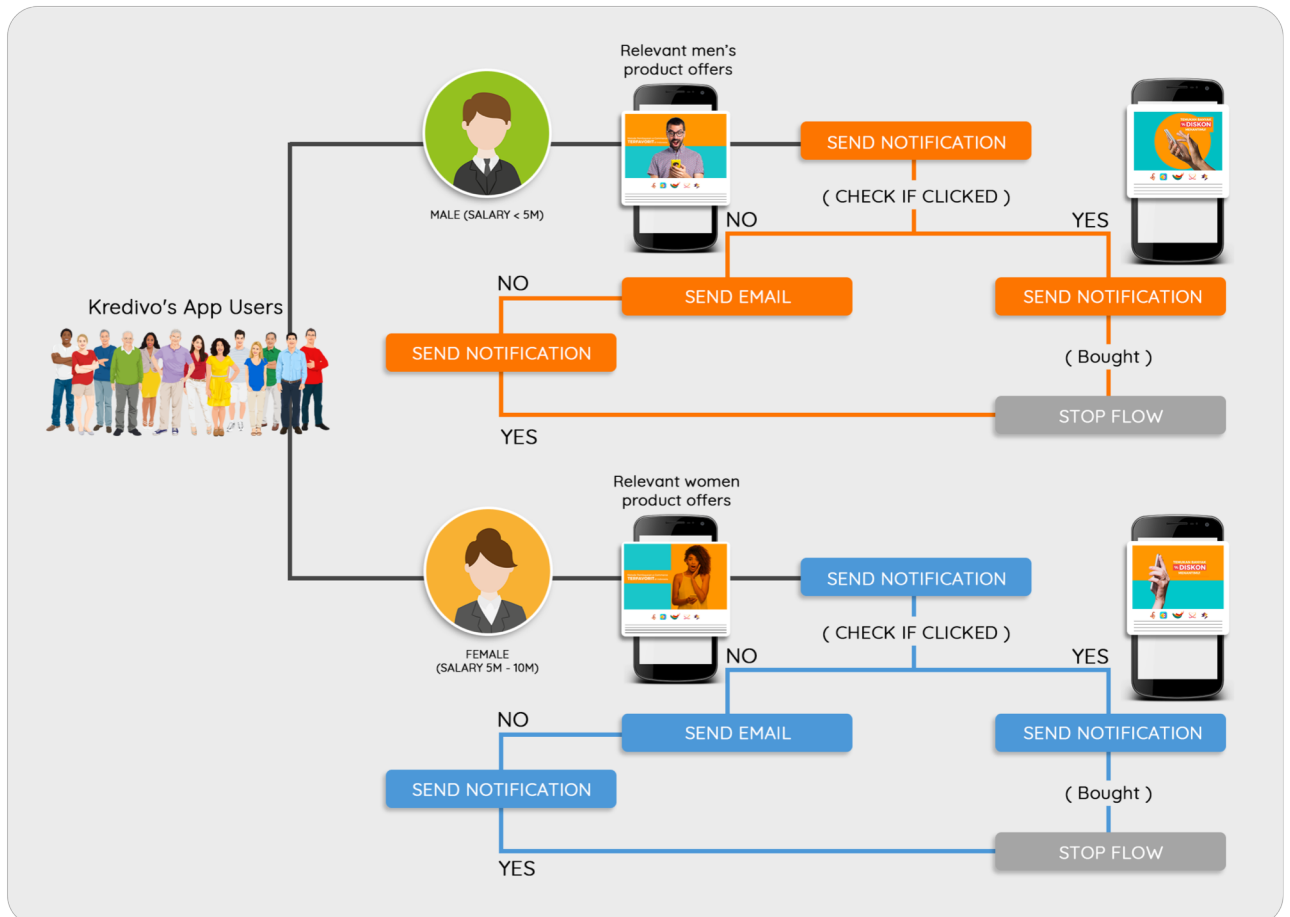 Relevant men's
product offers
SEND NOTIFICATION
DISKON
( CHECK IF CLICKED )
MALE (SALARY < 5M)
NO
YES
NO
SEND EMAIL
SEND NOTIFICATION
Kredivo's App Users
SEND NOTIFICATION
( Bought )
STOP FLOW
YES
Relevant women
product offers
SEND NOTIFICATION
DISKON
( CHECK IF CLICKED )
FEMALE
(SALARY 5M - 10M)
NO
YES
NO
SEND EMAIL
SEND NOTIFICATION
SEND NOTIFICATION
( Bought )
STOP FLOW
YES